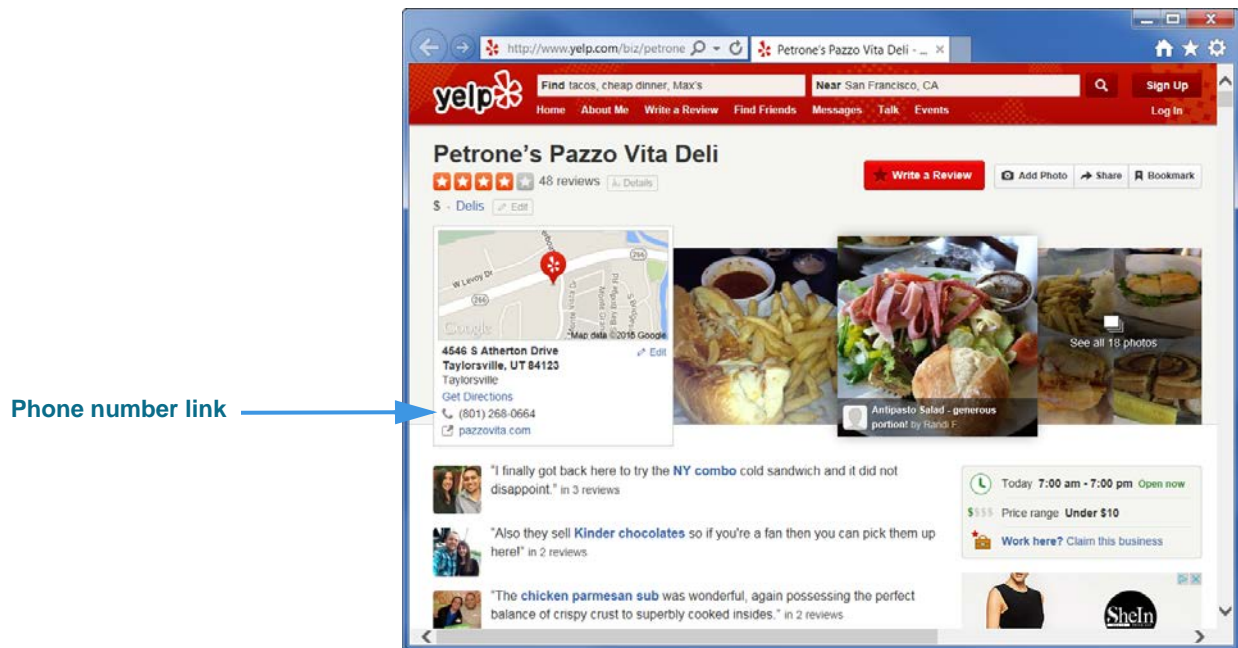 http://www.yelp.com/biz/petrone
Petrone's Pazzo Vita Deli - ...
yelp
Find tacos, cheap dinner, Max's
Near San Francisco, CA
Sign Up
Home About Me Write a Review Find Friends Messages Talk Events
Log In
Petrone's Pazzo Vita Deli
48 reviews Details
Write a Review
Add Photo
Share
Bookmark
$ · Delis Edit
W Levoy Dr
266
266
Google
Map data ©2015 Google
4546 S Atherton Drive
Edit
Taylorsville, UT 84123
Taylorsville
Get Directions
Phone number link
(801) 268-0664
pazzovita.com
Antipasto Salad - generous
portion! by Randi F.
See all 18 photos
"I finally got back here to try the NY combo cold sandwich and it did not
disappoint." in 3 reviews
"Also they sell Kinder chocolates so if you're a fan then you can pick them up
here!" in 2 reviews
"The chicken parmesan sub was wonderful, again possessing the perfect
balance of crispy crust to superbly cooked insides." in 2 reviews
Today 7:00 am - 7:00 pm Open now
$$$$ Price range Under $10
Work here? Claim this business
SheIn